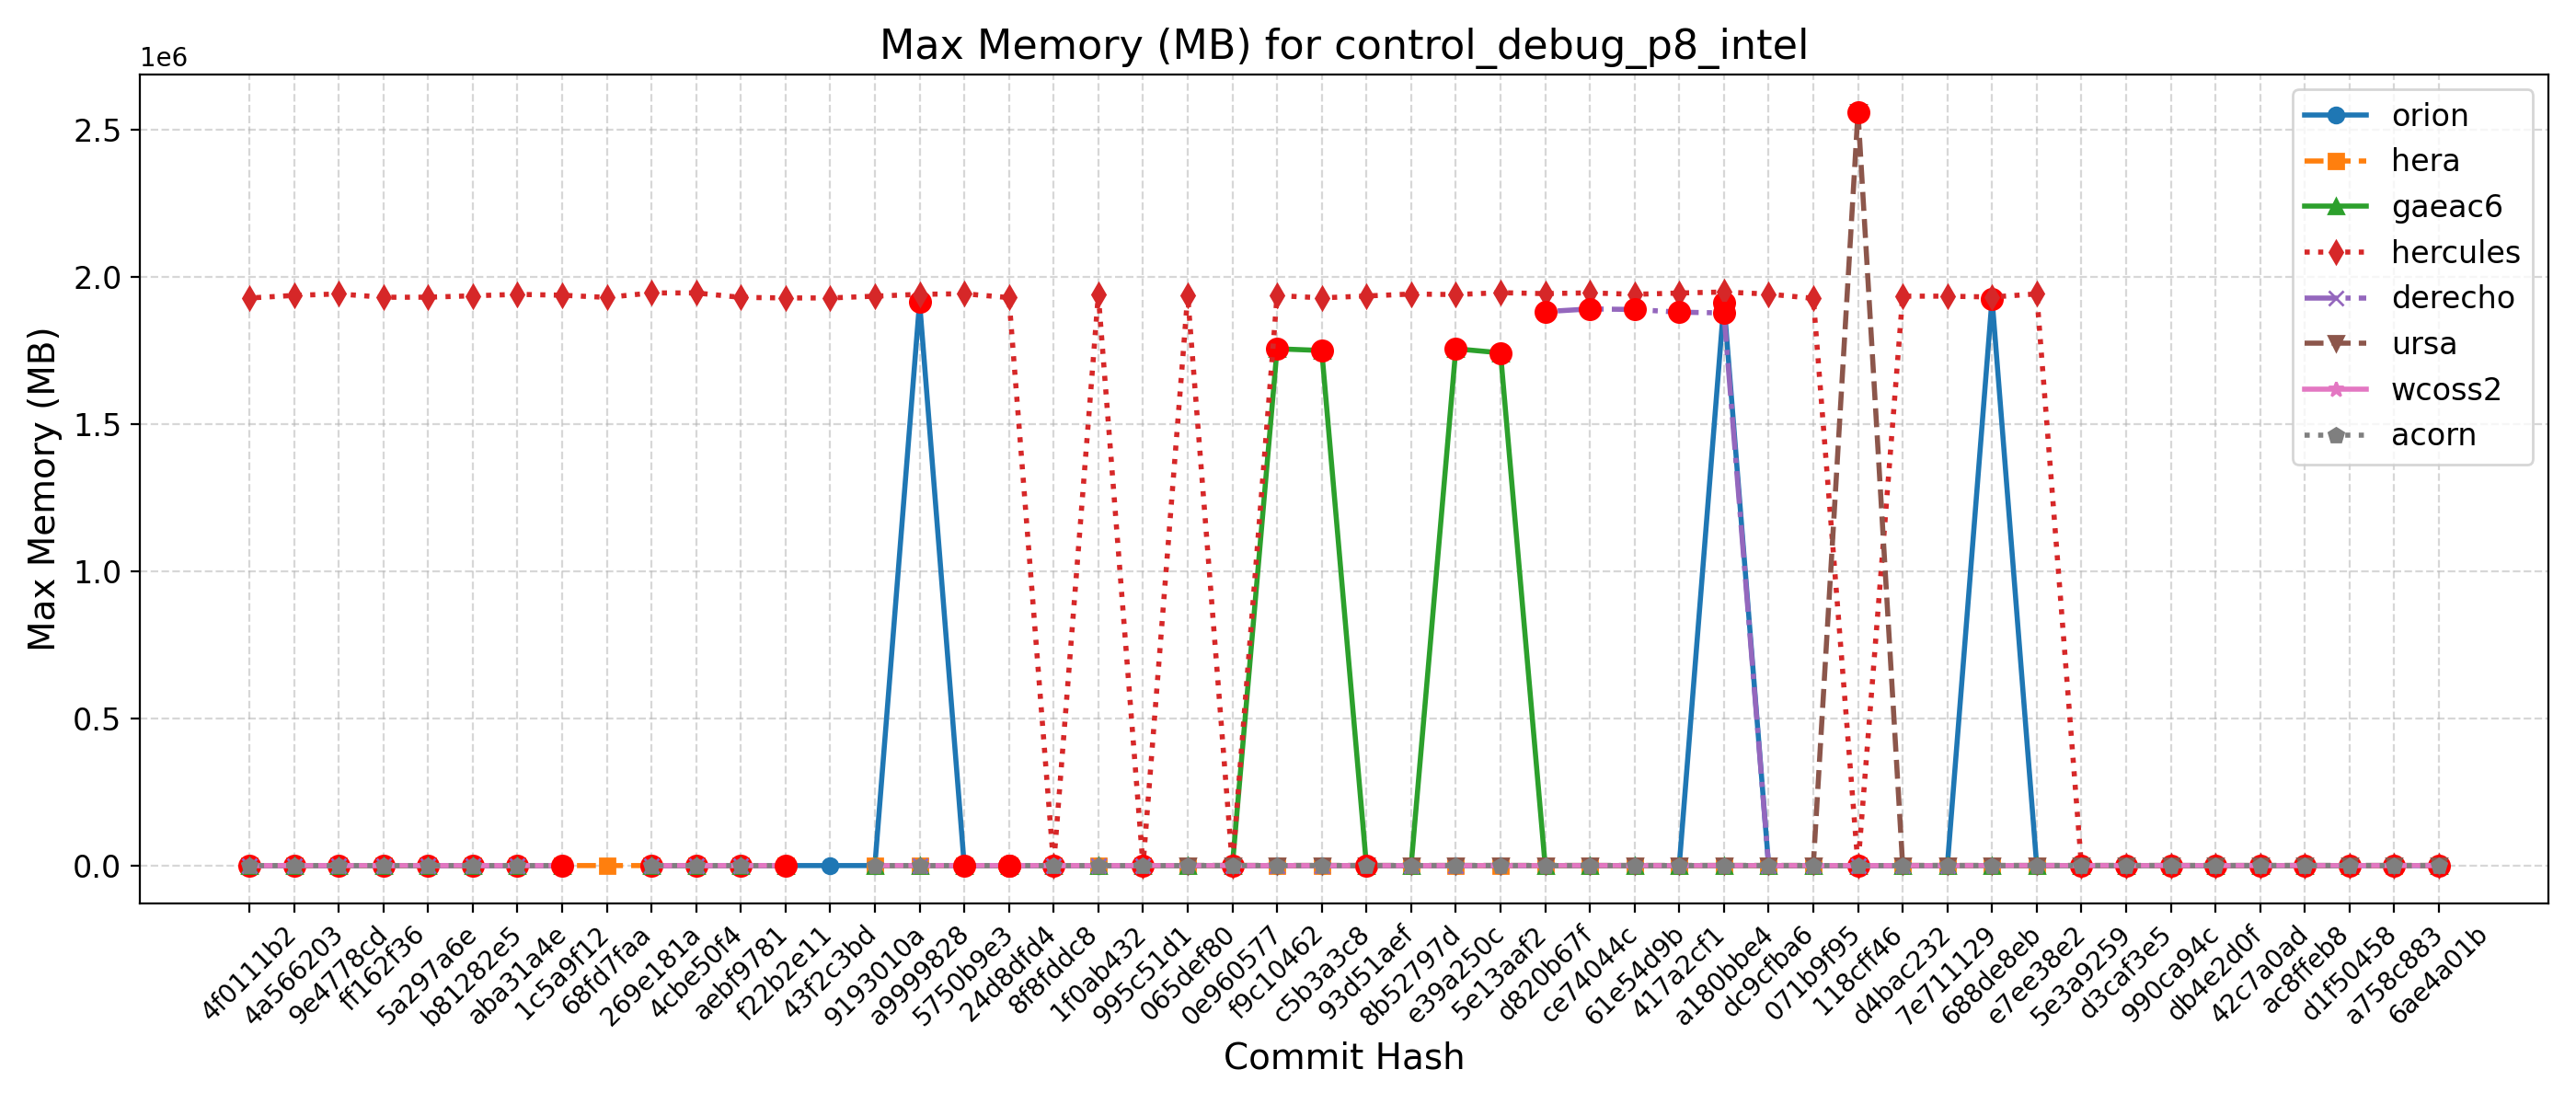 Max Memory (MB) for control_debug_p8_intel
1e6
2.5
2.0
1.5
1.0
0.5
0.0
Max Memory (MB)
orion
hera
gaeac6
hercules
derecho
ursa
wcoss2
acorn
4f0111b2
4a566203
9e4778cd
ff162f36
5a297a6e
b81282e5
aba31a4e
1c5a9f12
68fd7faa
269e181a
4cbe50f4
aebf9781
f22b2e11
43f2c3bd
9193010a
a9999828
5750b9e3
24d8dfd4
8f8fddc8
1f0ab432
995c51d1
065def80
0e960577
f9c10462
c5b3a3c8
93d51aef
8b52797d
e39a250c
5e13aaf2
d820b67f
ce74044c
61e54d9b
417a2cf1
a180bbe4
dc9cfba6
071b9f95
118cff46
d4bac232
7e711129
688de8eb
e7ee38e2
5e3a9259
d3caf3e5
990ca94c
db4e2d0f
42c7a0ad
ac8ffeb8
d1f50458
a758c883
6ae4a01b
Commit Hash